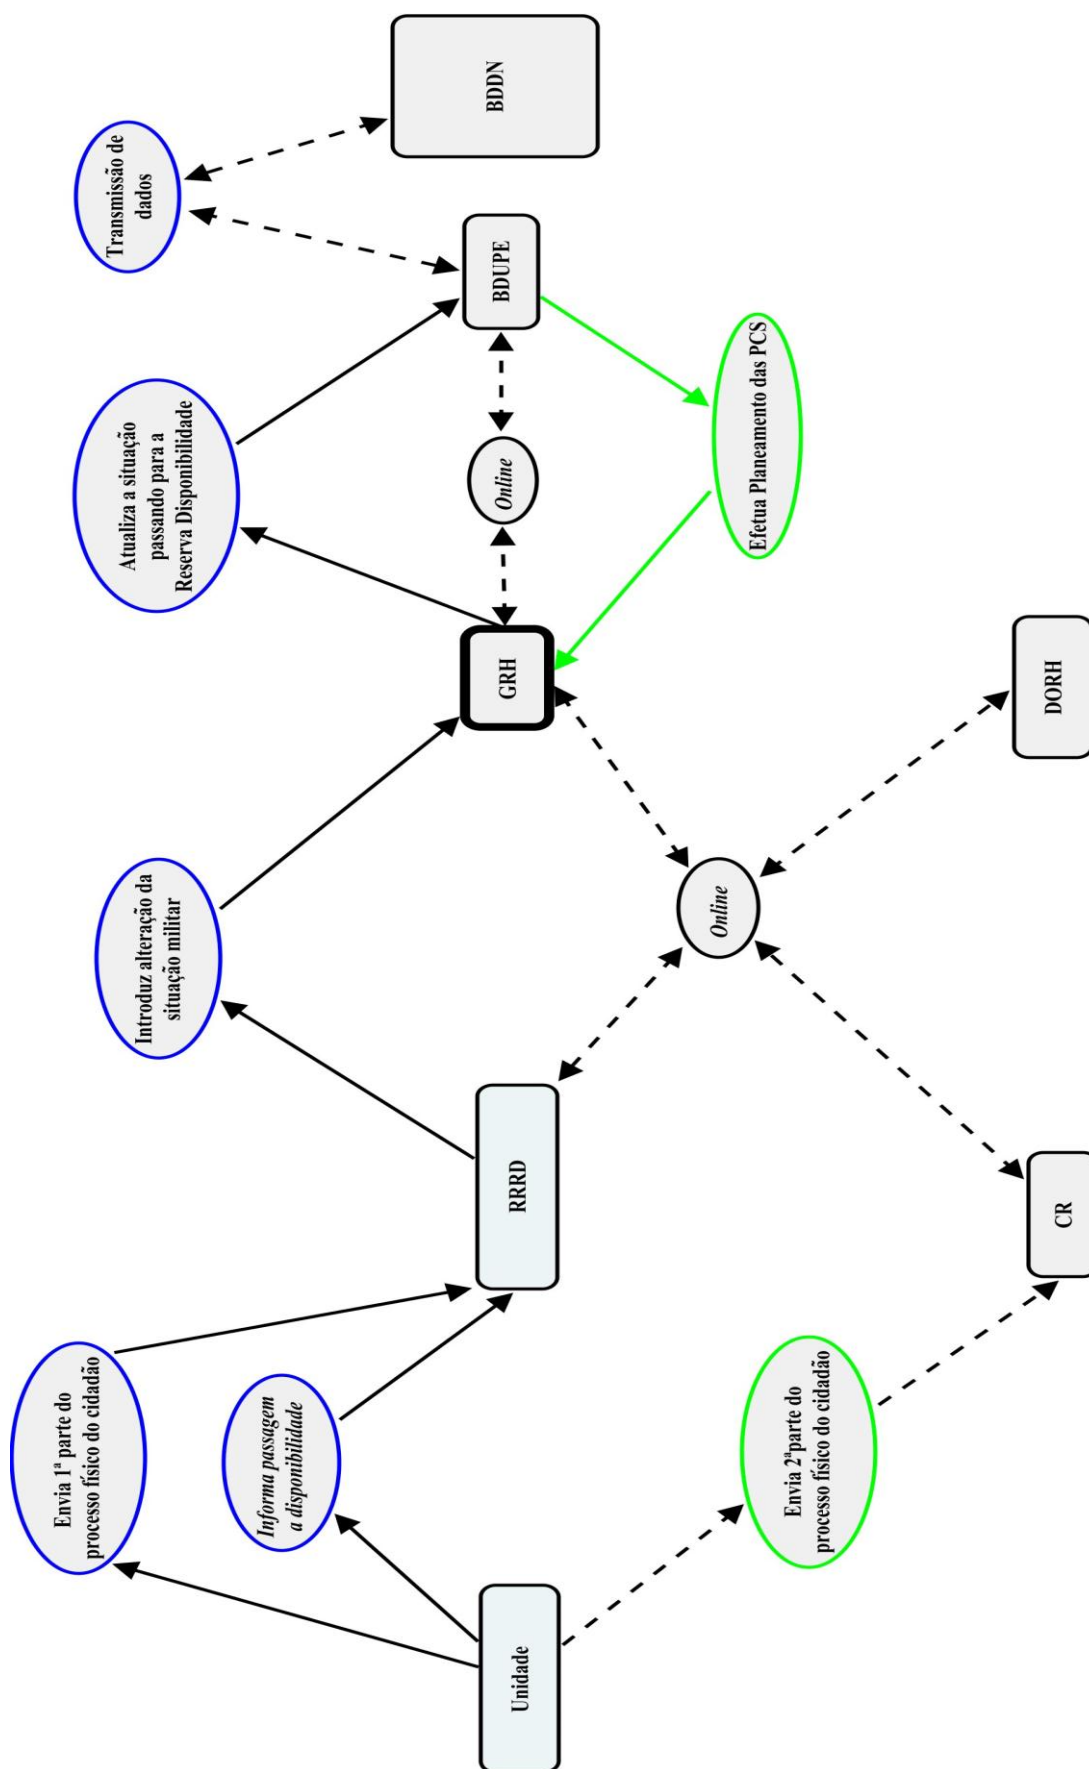 Envia 1ª parte do
processo físico do cidadão
Introduz alteração da
situação militar
Atualiza a situação
passando para a
Reserva Disponibilidade
Transmissão de
dados
Informa passagem
a disponibilidade
Unidade
RRRD
GRH
Online
BDUPE
BDDN
Envia 2ªparte do
processo físico do cidadão
Online
Efetua Planeamento das PCS
CR
DORH